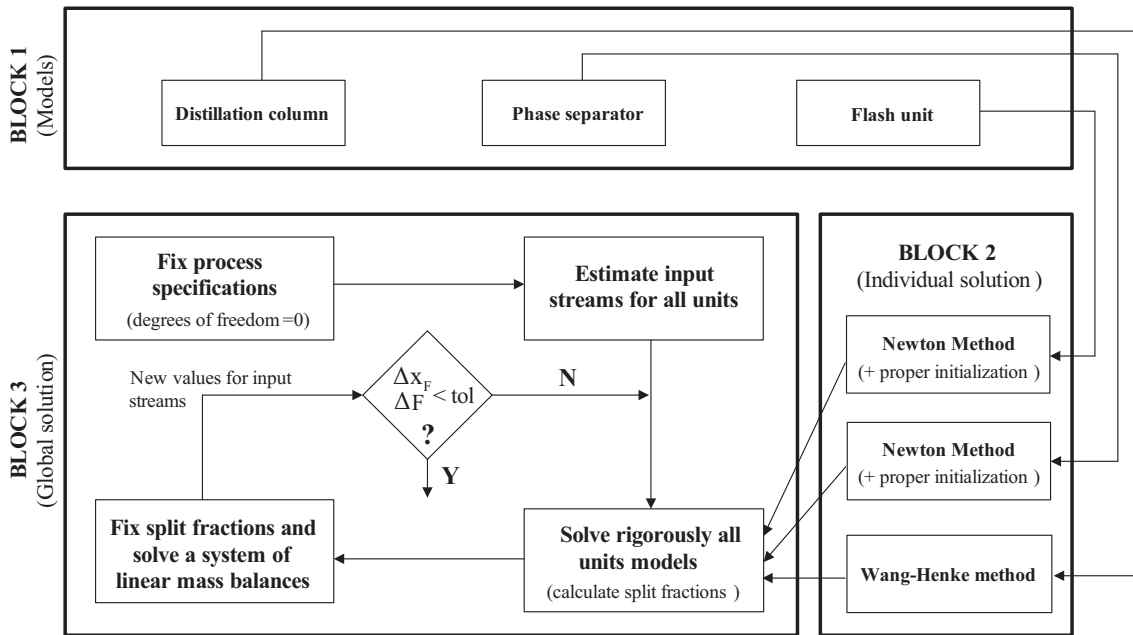 BLOCK 1
(Models)
Distillation column
Phase separator
Flash unit
BLOCK 3
(Global solution)
Fix process
specifications
(degrees of freedom =0)
Estimate input
streams for all units
New values for input
streams
Δx_F
ΔF < tol
?
N
Y
Fix split fractions and
solve a system of
linear mass balances
Solve rigorously all
units models
(calculate split fractions )
BLOCK 2
(Individual solution )
Newton Method
(+ proper initialization )
Newton Method
(+ proper initialization )
Wang-Henke method